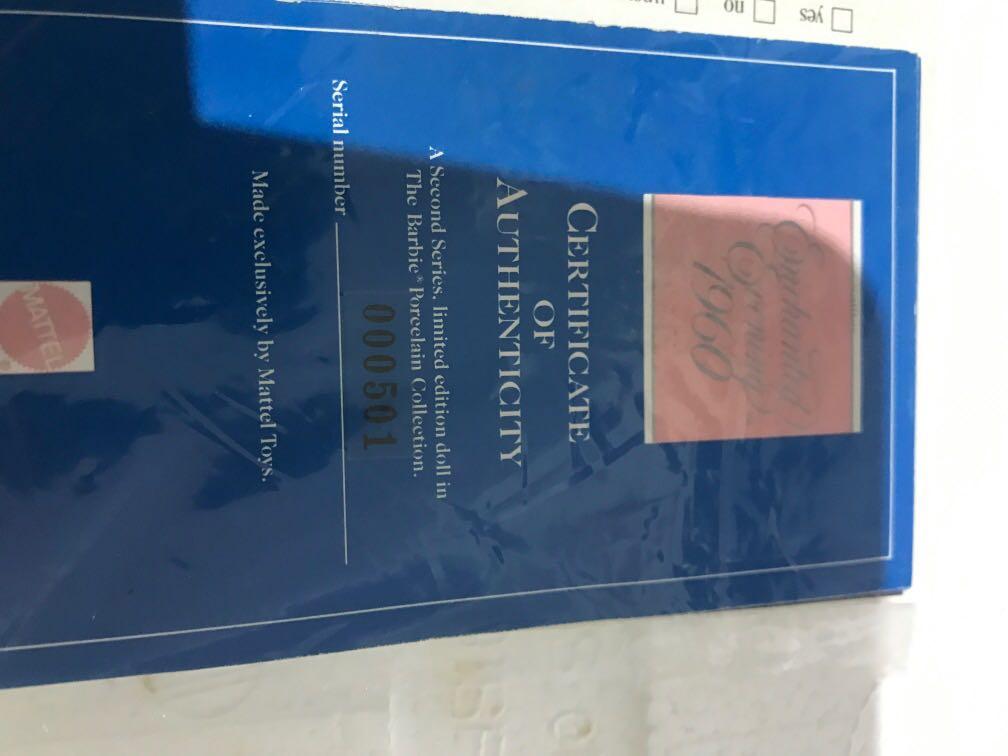 Enchanted
Evening
1960
CERTIFICATE
OF
AUTHENTICITY
A Second Series, limited edition doll in
The Barbie® Porcelain Collection.
000501
Serial number
Made exclusively by Mattel Toys.
MATTEL
yes
no